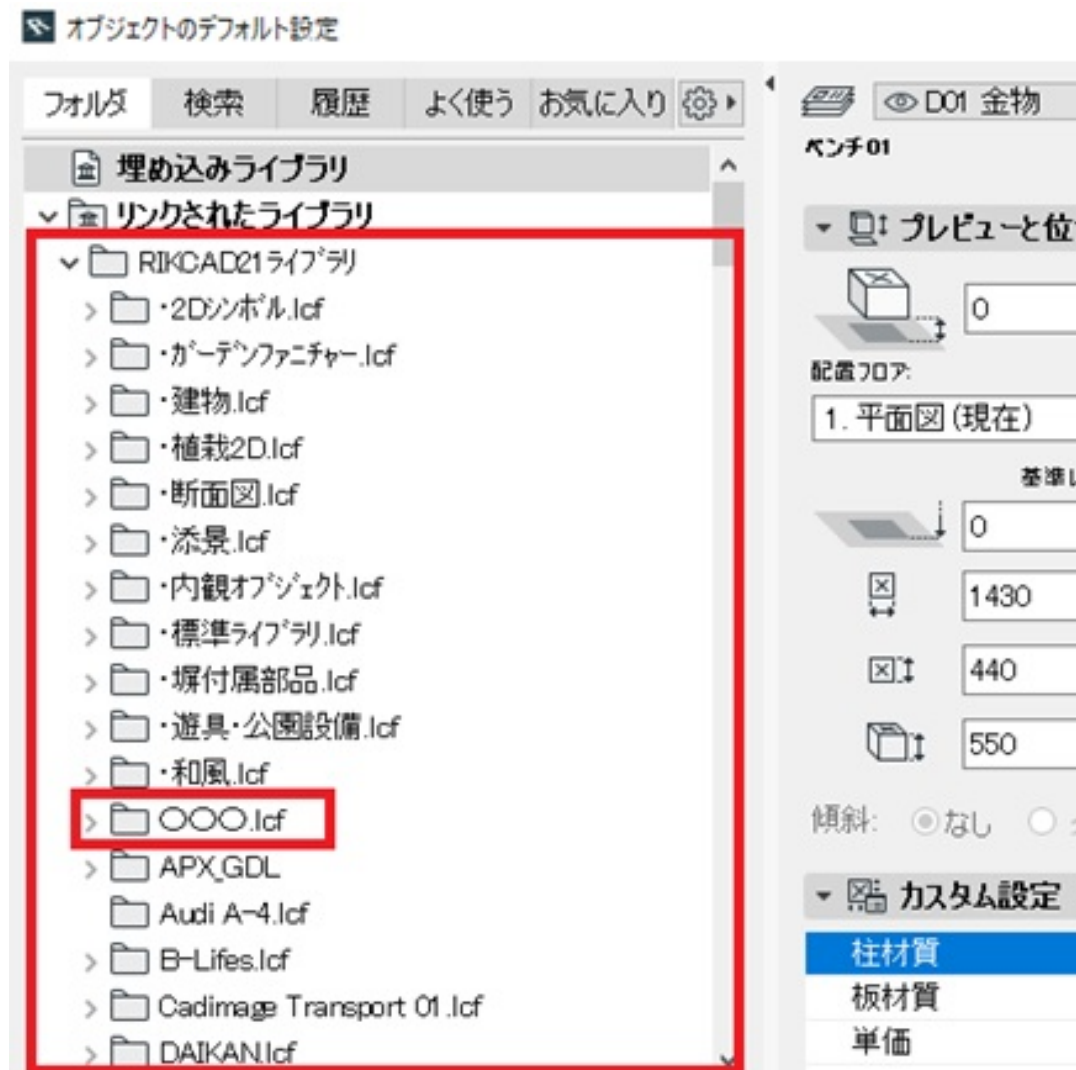 オブジェクトのデフォルト設定
フォルダ 検索 履歴 よく使う お気に入り
埋め込みライブラリ
リンクされたライブラリ
RIKCAD21ライブラリ
・2Dシンボル.lcf
・ガーデンファニチャー.lcf
・建物.lcf
・植栽2D.lcf
・断面図.lcf
・添景.lcf
・内観オブジェクト.lcf
・標準ライブラリ.lcf
・塀付属部品.lcf
・遊具・公園設備.lcf
・和風.lcf
〇〇〇.lcf
APX_GDL
Audi A-4.lcf
B-Lifes.lcf
Cadimage Transport 01.lcf
DAIKAN.lcf
D01 金物
ベンチ01
プレビューと位
0
配置フロア:
1. 平面図 (現在)
基準
0
1430
440
550
傾斜: なし
カスタム設定
柱材質
板材質
単価